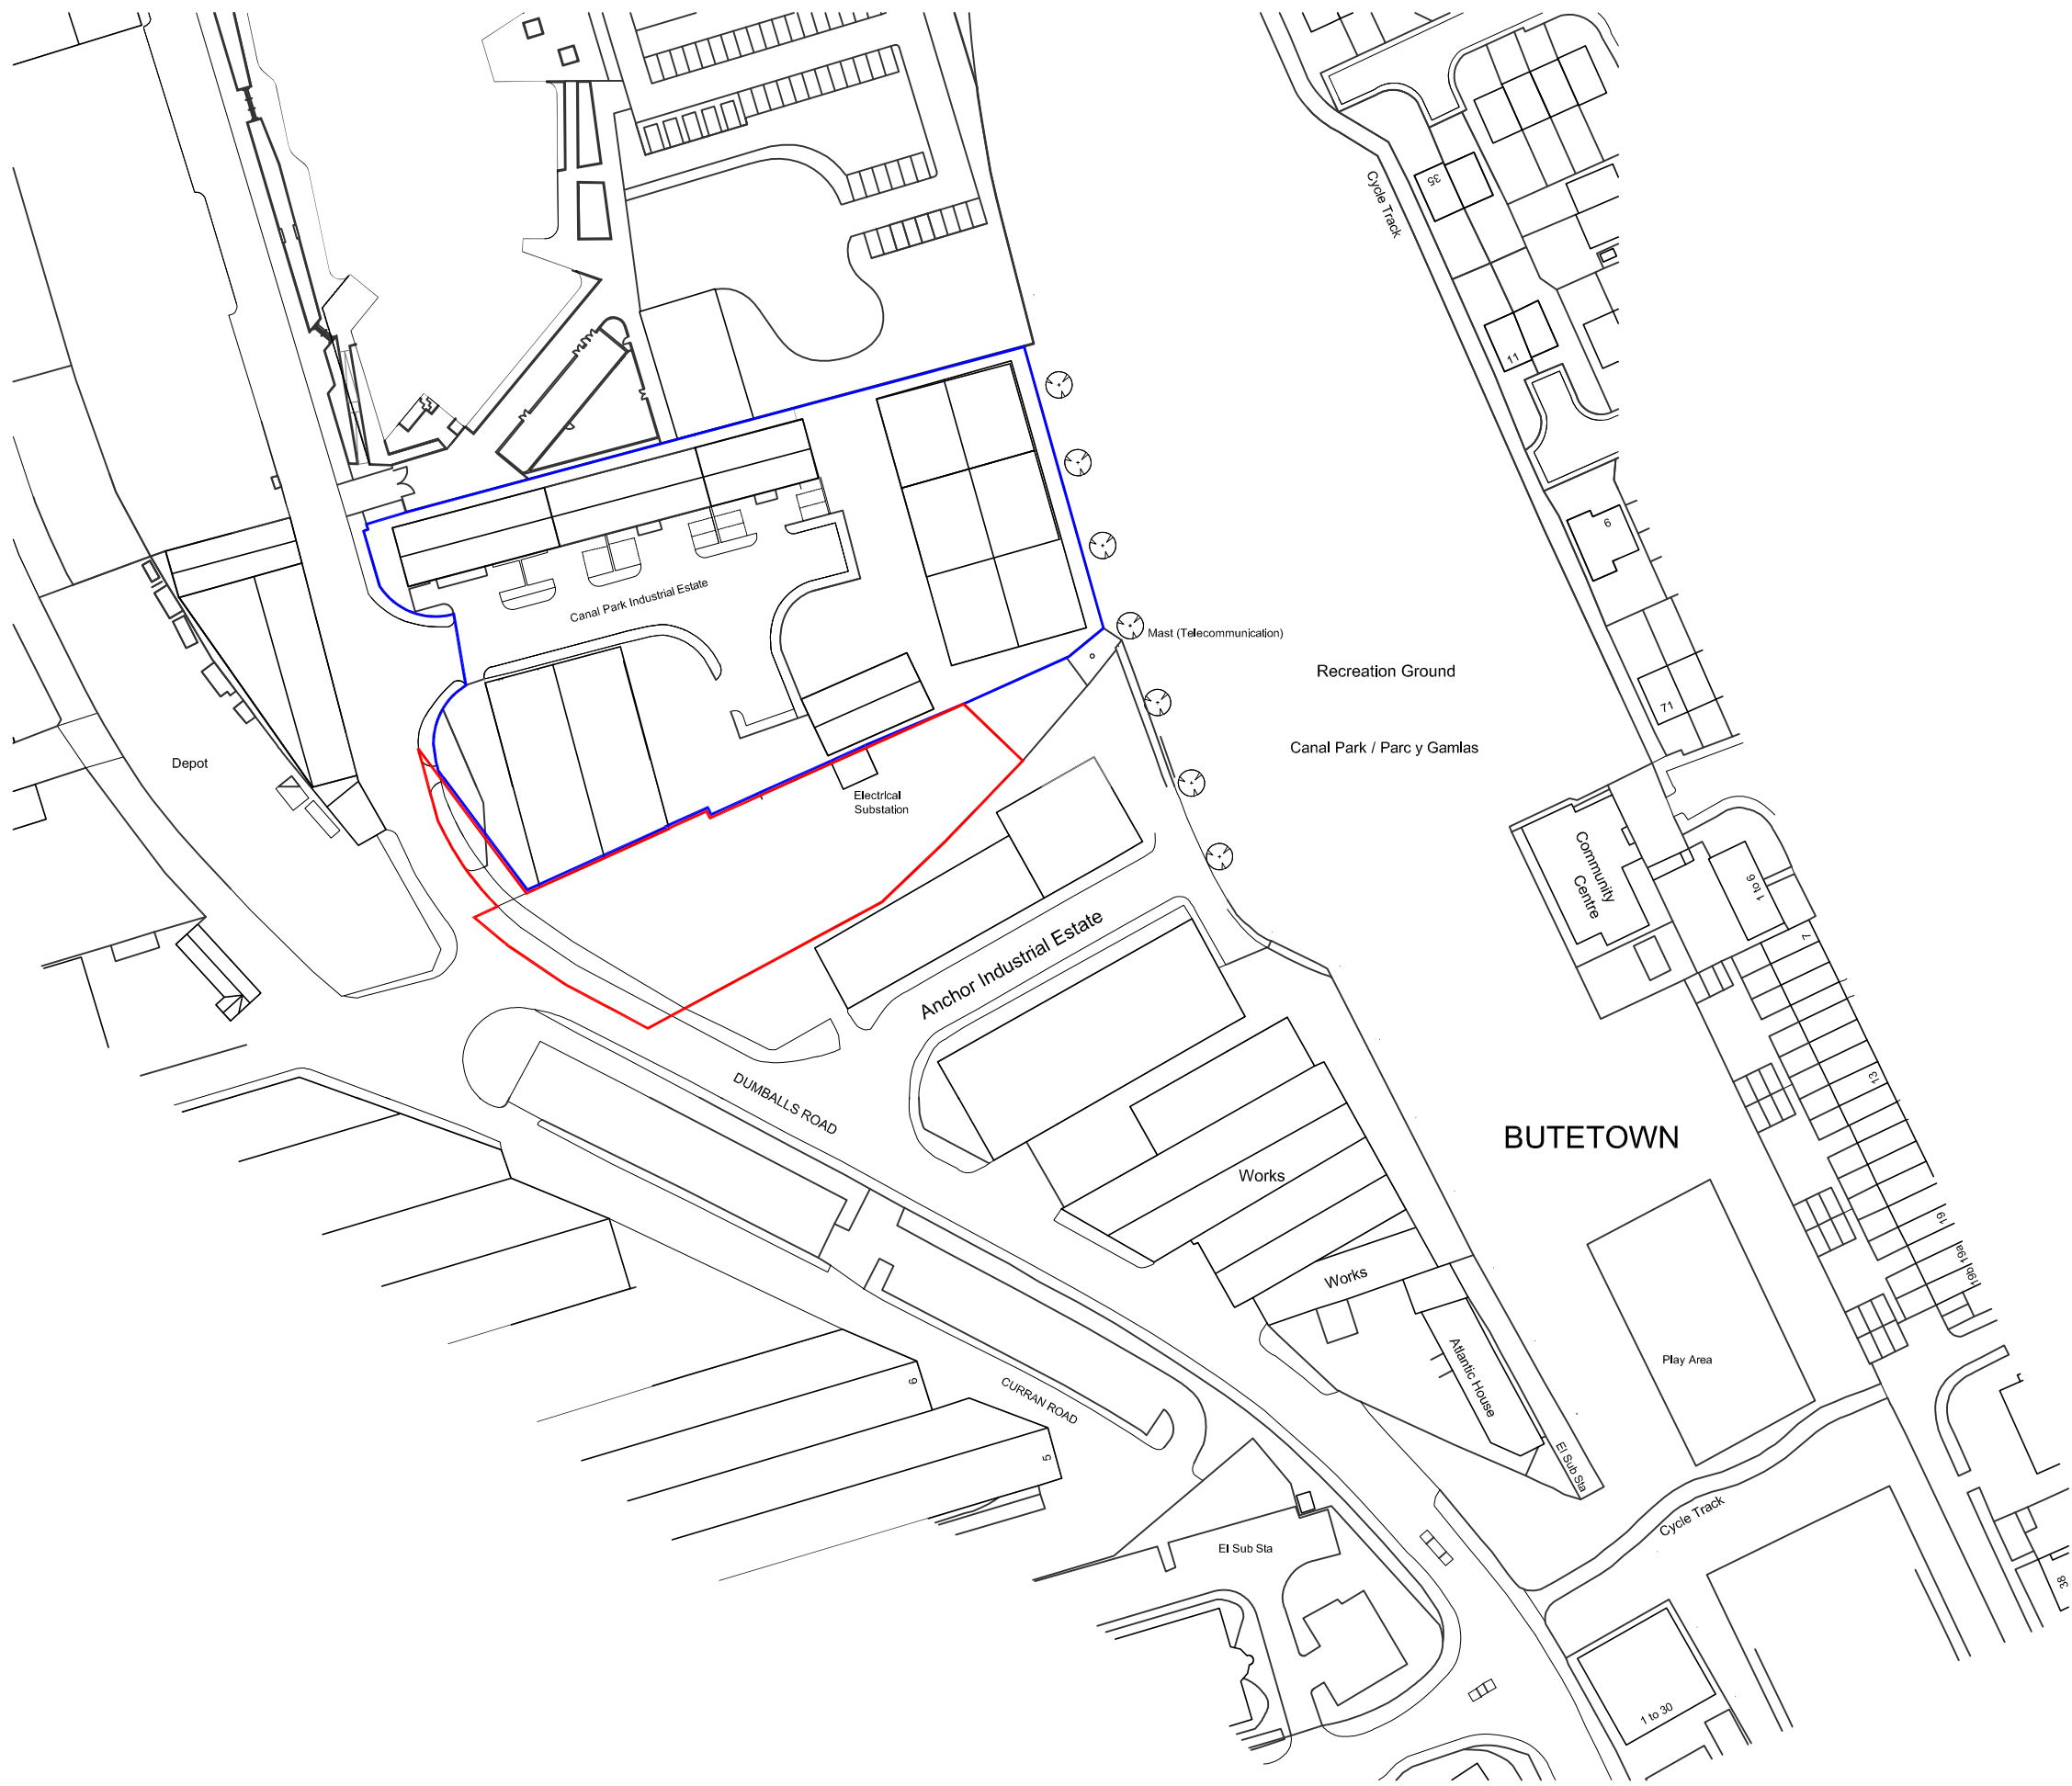 Cycle Track
35
11
6
Canal Park Industrial Estate
Mast (Telecommunication)
Recreation Ground
71
Canal Park / Parc y Gamlas
Depot
Electrical
Substation
Community
Centre
1 to 6
7
Anchor Industrial Estate
13
DUMBALLS ROAD
BUTETOWN
Works
19
19a
19b
Works
Atlantic House
Play Area
9
CURRAN ROAD
5
El Sub Sta
Cycle Track
El Sub Sta
38
1 to 30